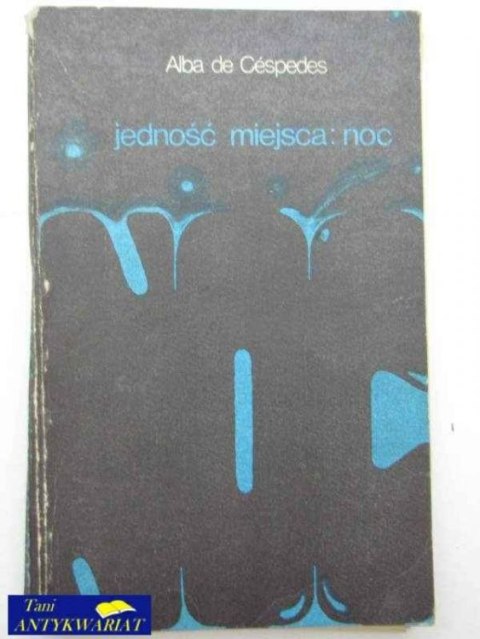 Alba de Céspedes
jedność miejsca: noc
Tani
ANTYKWARIAT